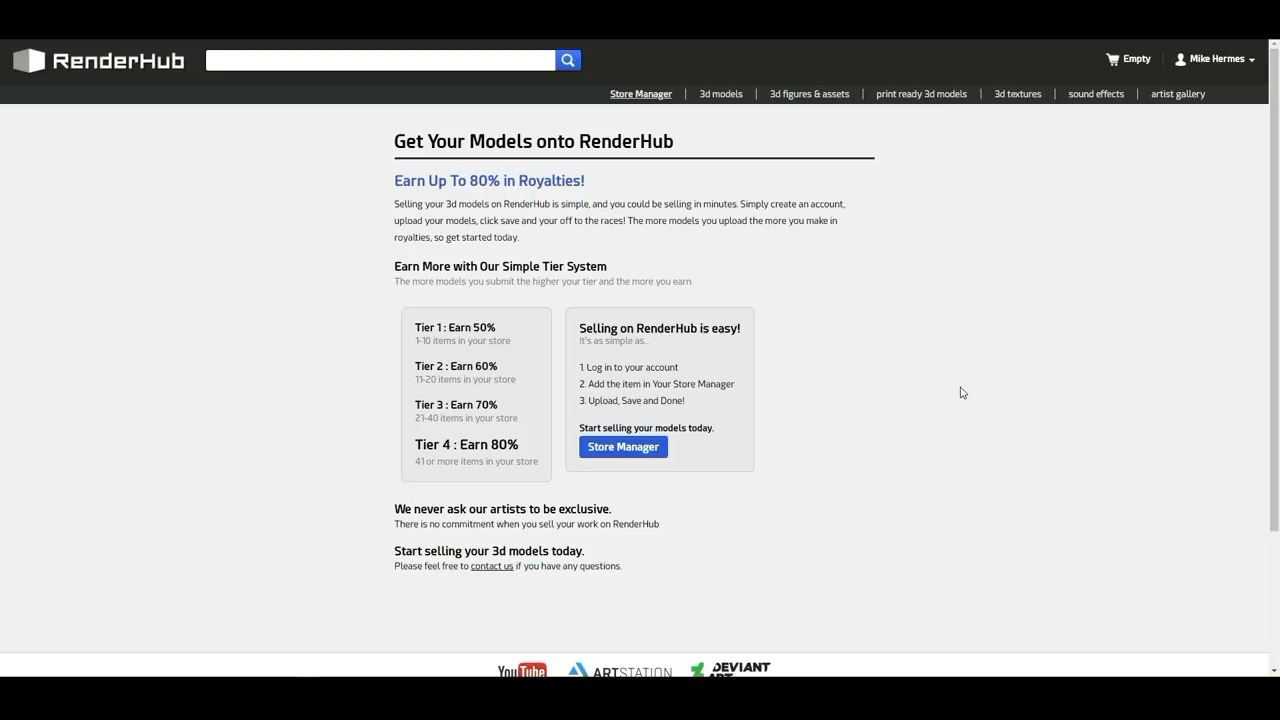 RenderHub
Empty
Mike Hermes
Store Manager
3d models
3d figures & assets
print ready 3d models
3d textures
sound effects
artist gallery
Get Your Models onto RenderHub
Earn Up To 80% in Royalties!
Selling your 3d models on RenderHub is simple, and you could be selling in minutes. Simply create an account,
upload your models, click save and your off to the races! The more models you upload the more you make in
royalties, so get started today.
Earn More with Our Simple Tier System
The more models you submit the higher your tier and the more you earn.
Tier 1 : Earn 50%
1-10 items in your store
Tier 2 : Earn 60%
11-20 items in your store
Tier 3 : Earn 70%
21-40 items in your store
Tier 4 : Earn 80%
41 or more items in your store
Selling on RenderHub is easy!
It's as simple as...
1. Log in to your account
2. Add the item in Your Store Manager
3. Upload, Save and Done!
Start selling your models today.
Store Manager
We never ask our artists to be exclusive.
There is no commitment when you sell your work on RenderHub
Start selling your 3d models today.
Please feel free to contact us if you have any questions.
YouTube
ARTSTATION
DEVIANT
ART